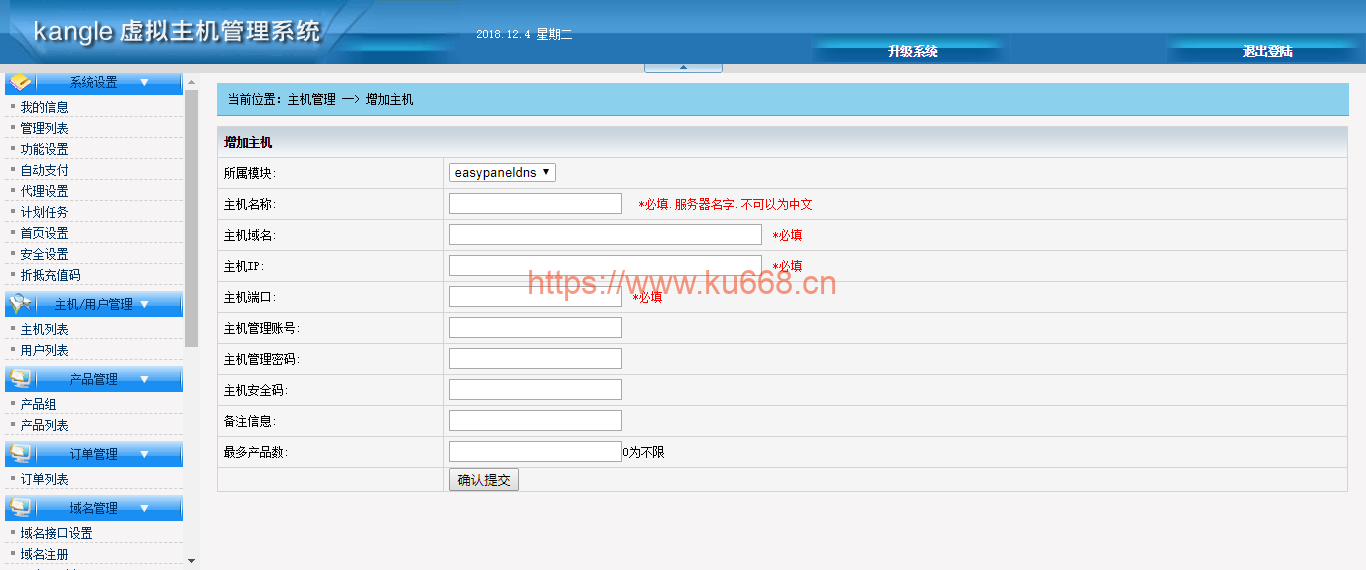 kangle 虚拟主机管理系统
2018.12.4 星期二
升级系统
退出登陆
系统设置
我的信息
管理列表
功能设置
自动支付
代理设置
计划任务
首页设置
安全设置
折抵充值码
主机/用户管理
主机列表
用户列表
产品管理
产品组
产品列表
订单管理
订单列表
域名管理
域名接口设置
域名注册
当前位置: 主机管理 —> 增加主机
增加主机
所属模块: easypaneldns
主机名称: *必填.服务器名字.不可以为中文
主机域名: *必填
主机IP: *必填
https://www.ku668.cn
主机端口: *必填
主机管理账号:
主机管理密码:
主机安全码:
备注信息:
最多产品数: 0为不限
确认提交